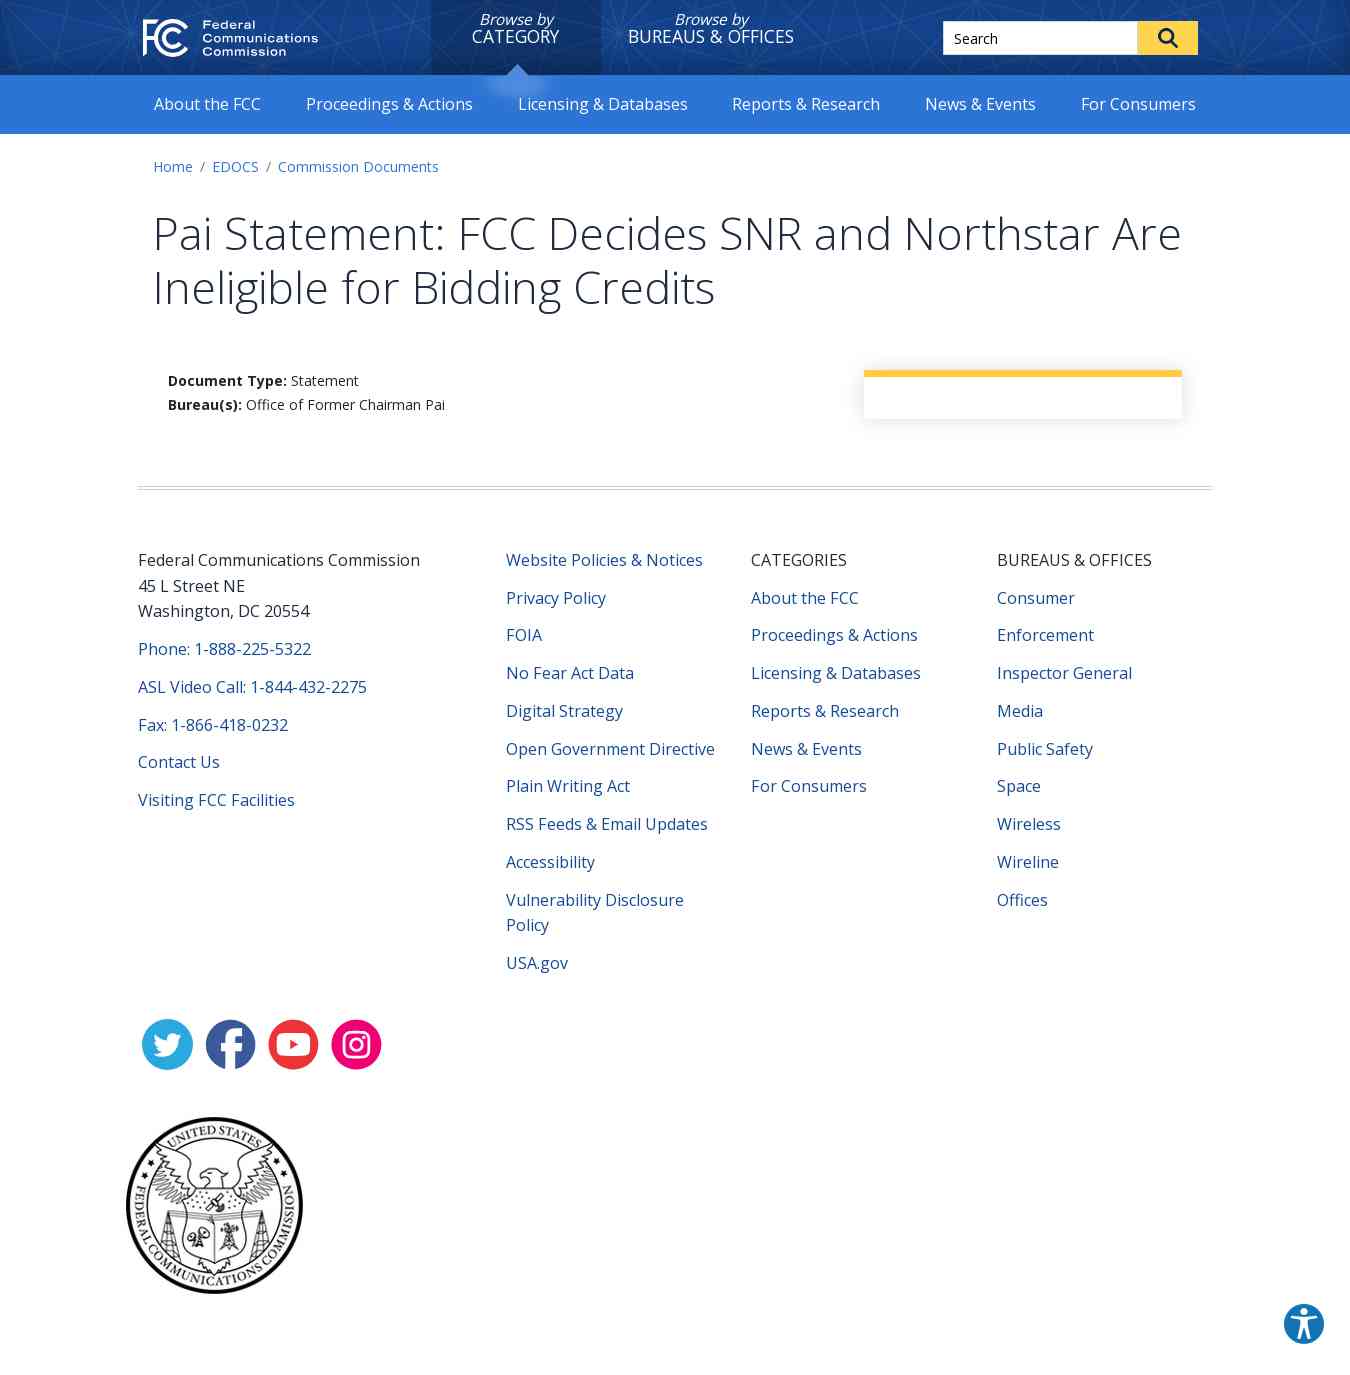 Federal
Communications
Commission
Browse by
CATEGORY
Browse by
BUREAUS & OFFICES
Search
About the FCC
Proceedings & Actions
Licensing & Databases
Reports & Research
News & Events
For Consumers
Home / EDOCS / Commission Documents
Pai Statement: FCC Decides SNR and Northstar Are
Ineligible for Bidding Credits
Document Type: Statement
Bureau(s): Office of Former Chairman Pai
Federal Communications Commission
45 L Street NE
Washington, DC 20554
Phone: 1-888-225-5322
ASL Video Call: 1-844-432-2275
Fax: 1-866-418-0232
Contact Us
Visiting FCC Facilities
Website Policies & Notices
Privacy Policy
FOIA
No Fear Act Data
Digital Strategy
Open Government Directive
Plain Writing Act
RSS Feeds & Email Updates
Accessibility
Vulnerability Disclosure
Policy
USA.gov
CATEGORIES
About the FCC
Proceedings & Actions
Licensing & Databases
Reports & Research
News & Events
For Consumers
BUREAUS & OFFICES
Consumer
Enforcement
Inspector General
Media
Public Safety
Space
Wireless
Wireline
Offices
UNITED STATES
FEDERAL COMMUNICATIONS COMMISSION